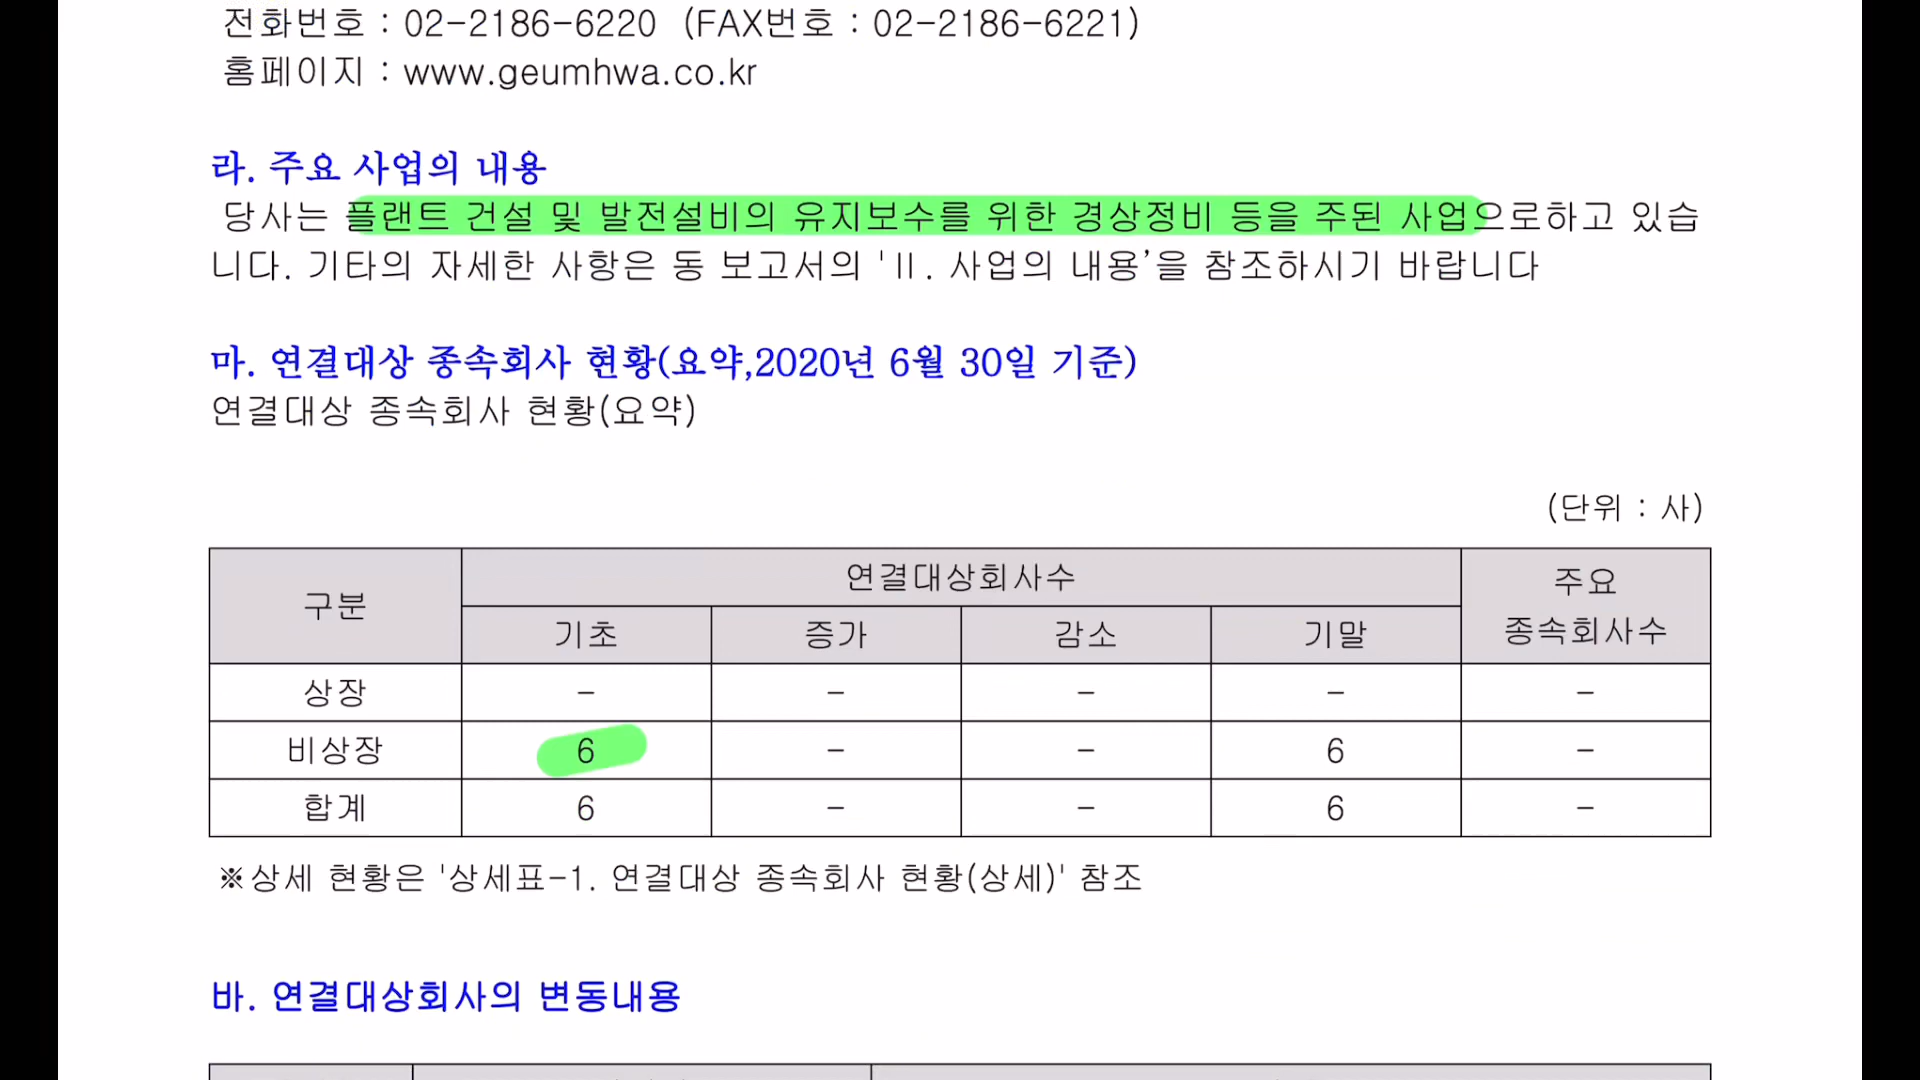 전화번호 : 02-2186-6220 (FAX번호 : 02-2186-6221)
홈페이지 : www.geumhwa.co.kr
라. 주요 사업의 내용
당사는 플랜트 건설 및 발전설비의 유지보수를 위한 경상정비 등을 주된 사업으로하고 있습
니다. 기타의 자세한 사항은 동 보고서의 'Ⅱ. 사업의 내용’을 참조하시기 바랍니다
마. 연결대상 종속회사 현황(요약,2020년 6월 30일 기준)
연결대상 종속회사 현황(요약)
(단위 : 사)
구분 연결대상회사수 주요 종속회사수
기초 증가 감소 기말
상장 - - - - -
비상장 6 - - 6 -
합계 6 - - 6 -
※상세 현황은 '상세표-1. 연결대상 종속회사 현황(상세)' 참조
바. 연결대상회사의 변동내용